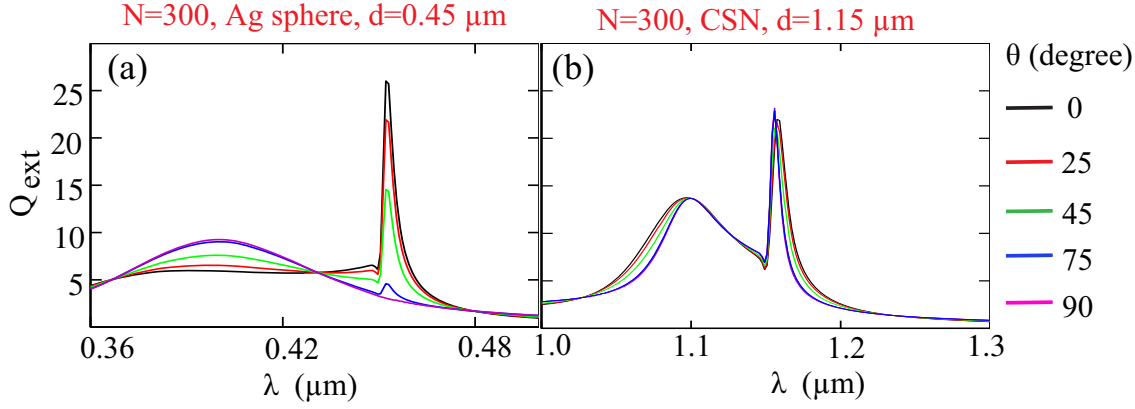 N=300, Ag sphere, d=0.45 µm
N=300, CSN, d=1.15 µm
(a)
(b)
θ (degree)
0
25
45
75
90
Qext
25
20
15
10
5
0.36
0.42
0.48
1.0
1.1
1.2
1.3
λ (µm)
λ (µm)